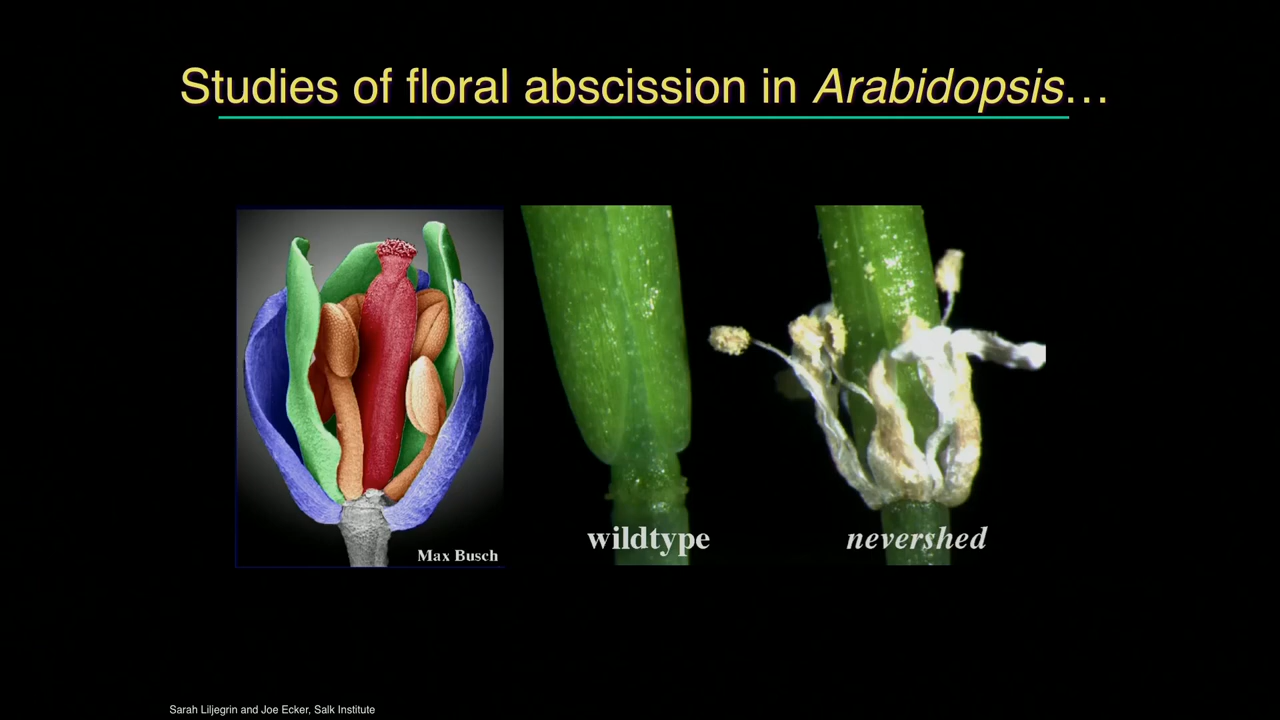 Studies of floral abscission in Arabidopsis…
Max Busch
wildtype
nevershed
Sarah Liljegrin and Joe Ecker, Salk Institute